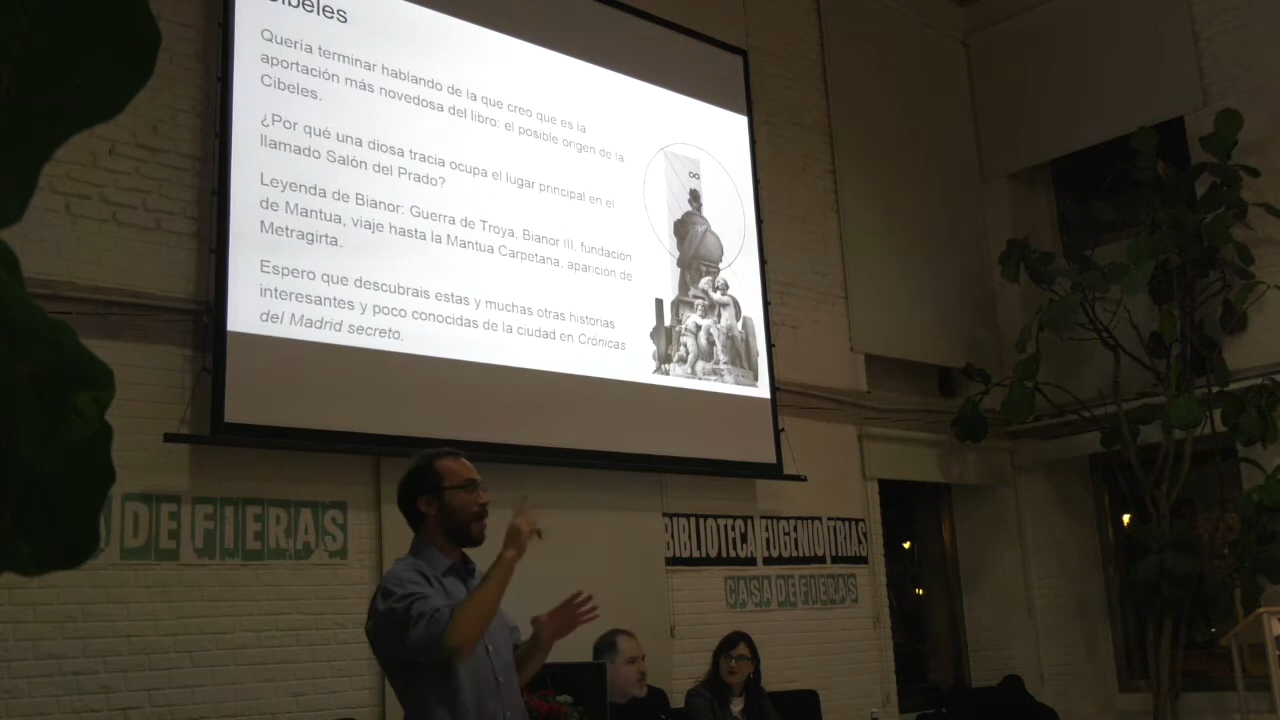 Cibeles
Quería terminar hablando de la que creo que es la
aportación más novedosa del libro: el posible origen de la
Cibeles.
¿Por qué una diosa tracia ocupa el lugar principal en el
llamado Salón del Prado?
Leyenda de Bianor: Guerra de Troya, Bianor III. fundacion
de Mantua, viaje hasta la Mantua Carpetana, aparición de
Metragirta.
Espero que descubrais estas y muchas otras historias
interesantes y poco conocidas de la ciudad en Crónicas
del Madrid secreto.
∞
DE FIERAS
BIBLIOTECA EUGENIO TRIAS
CASA DE FIERAS